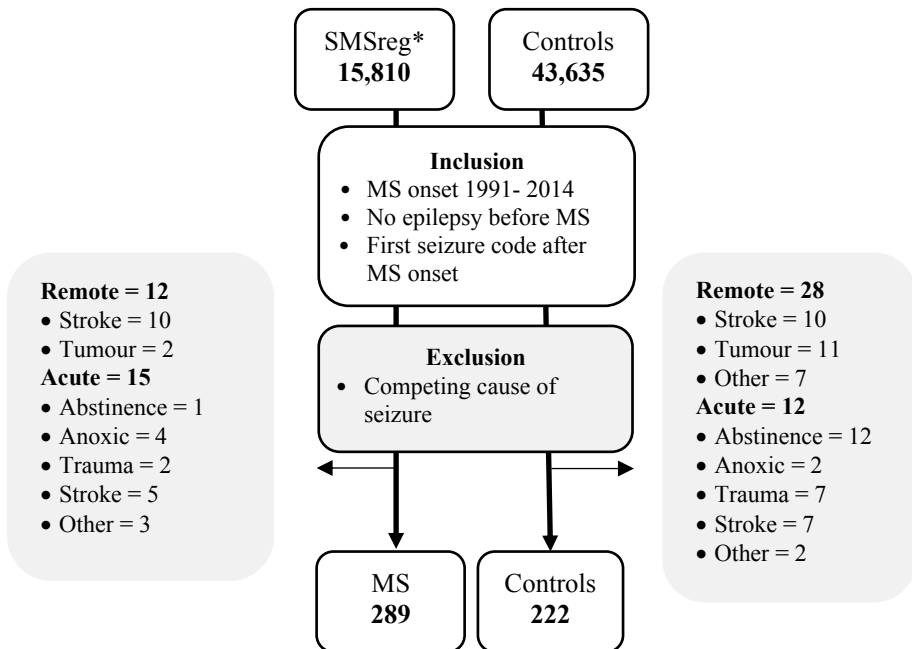 SMSreg*
15,810
Controls
43,635
Inclusion
• MS onset 1991- 2014
• No epilepsy before MS
• First seizure code after
MS onset
Remote = 12
• Stroke = 10
• Tumour = 2
Acute = 15
• Abstinence = 1
• Anoxic = 4
• Trauma = 2
• Stroke = 5
• Other = 3
Exclusion
• Competing cause of
seizure
Remote = 28
• Stroke = 10
• Tumour = 11
• Other = 7
Acute = 12
• Abstinence = 12
• Anoxic = 2
• Trauma = 7
• Stroke = 7
• Other = 2
MS
289
Controls
222